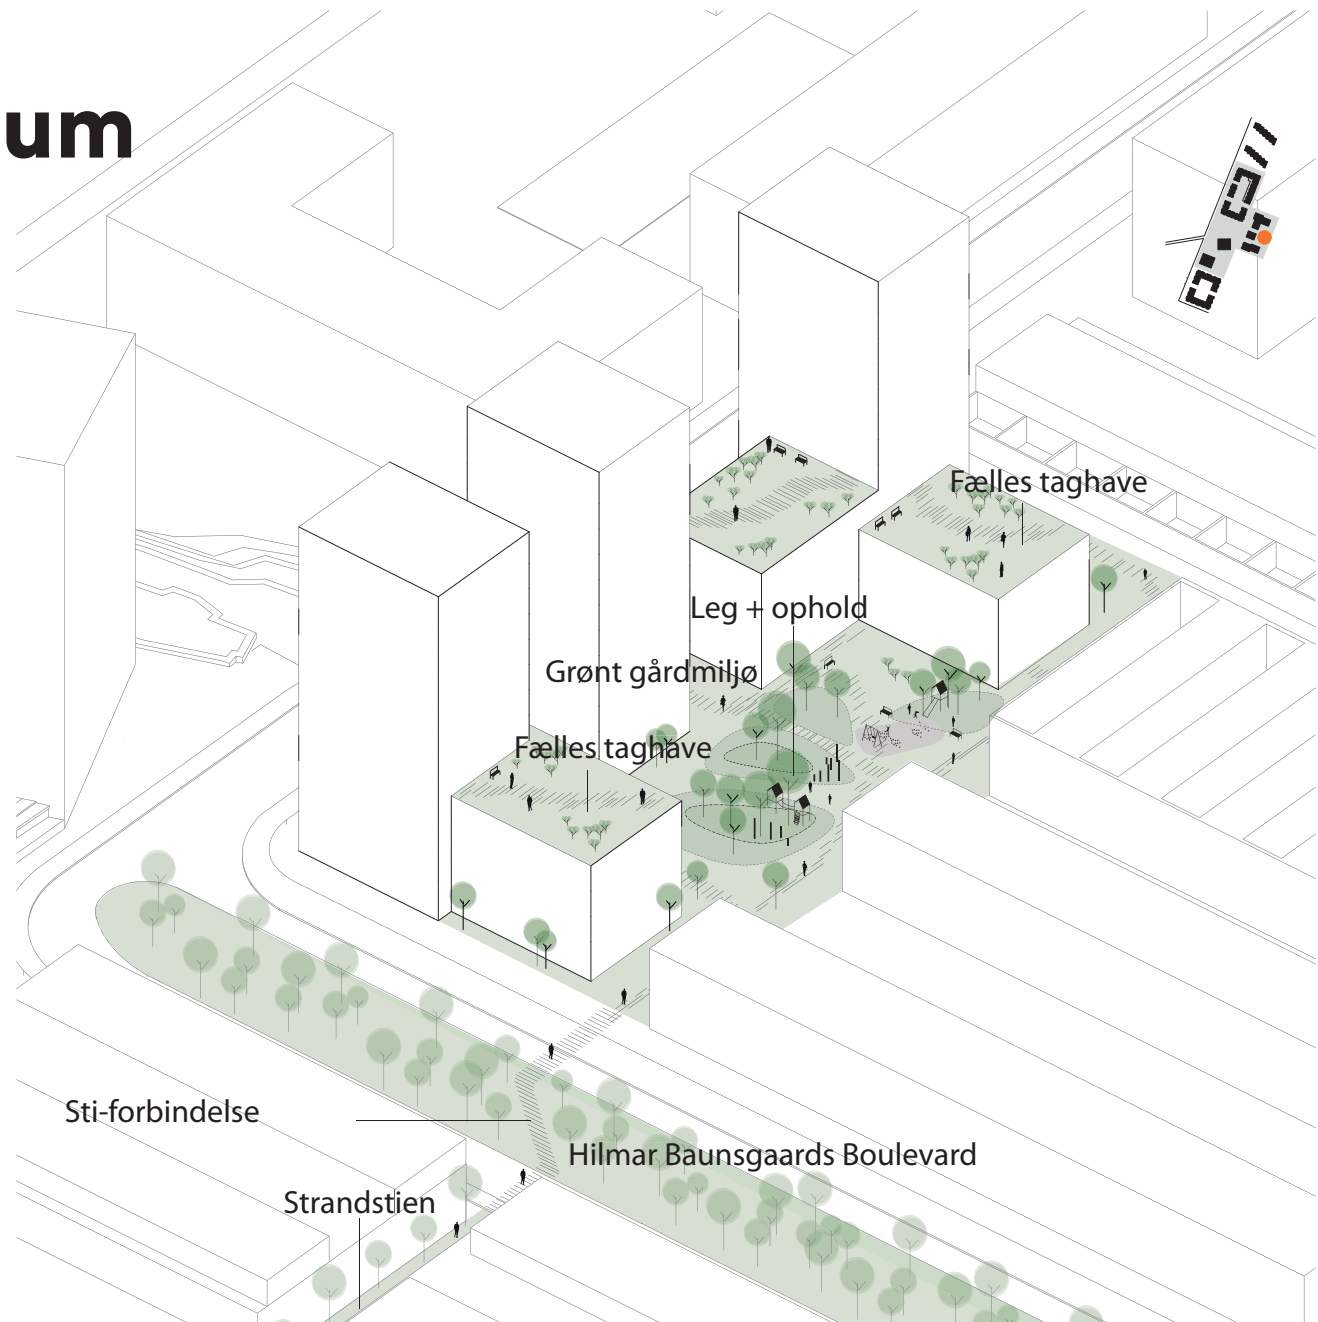 um
Fælles taghave
Leg + ophold
Grønt gårdmiljø
Fælles taghave
Sti-forbindelse
Hilmar Baunsgaards Boulevard
Strandstien